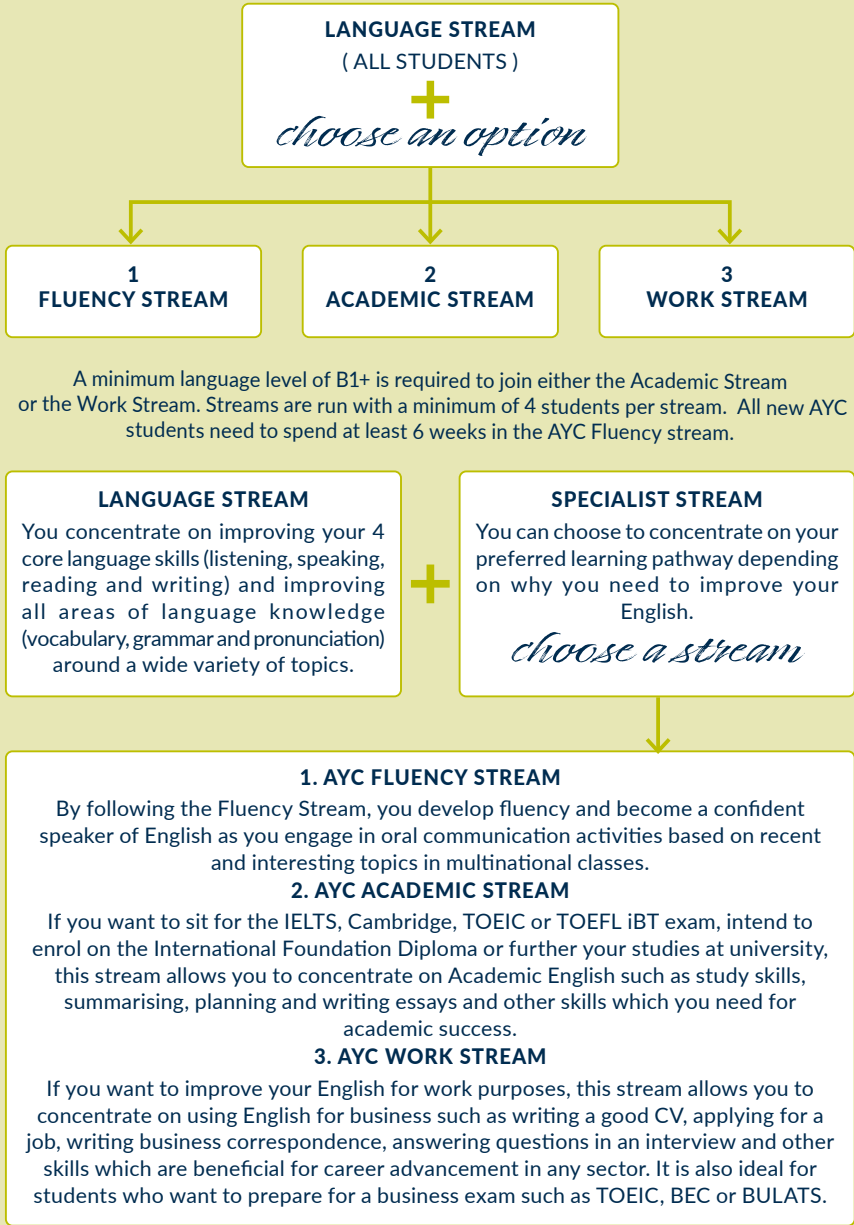 LANGUAGE STREAM
( ALL STUDENTS )
+
choose an option
1
FLUENCY STREAM
2
ACADEMIC STREAM
3
WORK STREAM
A minimum language level of B1+ is required to join either the Academic Stream
or the Work Stream. Streams are run with a minimum of 4 students per stream. All new AYC
students need to spend at least 6 weeks in the AYC Fluency stream.
LANGUAGE STREAM
You concentrate on improving your 4
core language skills (listening, speaking,
reading and writing) and improving
all areas of language knowledge
(vocabulary, grammar and pronunciation)
around a wide variety of topics.
+
SPECIALIST STREAM
You can choose to concentrate on your
preferred learning pathway depending
on why you need to improve your
English.
choose a stream
1. AYC FLUENCY STREAM
By following the Fluency Stream, you develop fluency and become a confident
speaker of English as you engage in oral communication activities based on recent
and interesting topics in multinational classes.
2. AYC ACADEMIC STREAM
If you want to sit for the IELTS, Cambridge, TOEIC or TOEFL iBT exam, intend to
enrol on the International Foundation Diploma or further your studies at university,
this stream allows you to concentrate on Academic English such as study skills,
summarising, planning and writing essays and other skills which you need for
academic success.
3. AYC WORK STREAM
If you want to improve your English for work purposes, this stream allows you to
concentrate on using English for business such as writing a good CV, applying for a
job, writing business correspondence, answering questions in an interview and other
skills which are beneficial for career advancement in any sector. It is also ideal for
students who want to prepare for a business exam such as TOEIC, BEC or BULATS.